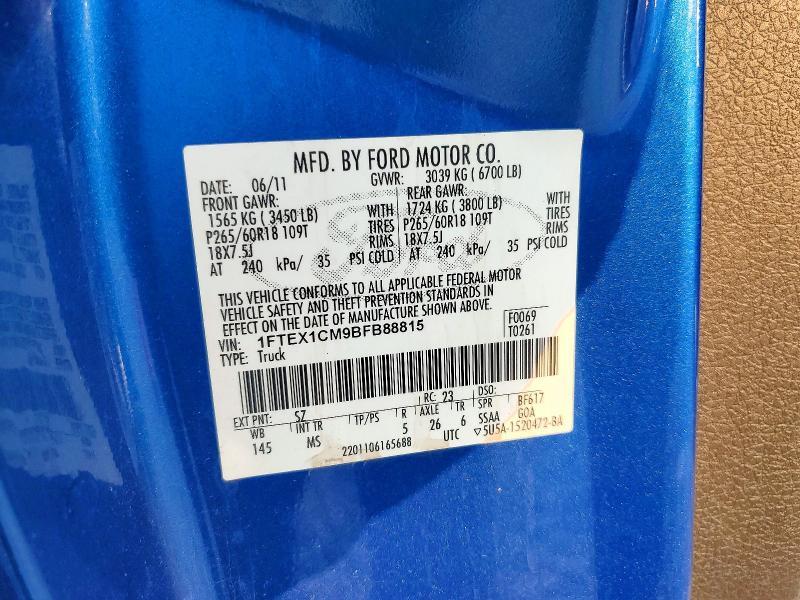 MFD. BY FORD MOTOR CO.
DATE: 06/11 GVWR: 3039 KG ( 6700 LB)
FRONT GAWR: REAR GAWR:
1565 KG ( 3450 LB) WITH 1724 KG ( 3800 LB) WITH
P265/60R18 109T TIRES P265/60R18 109T TIRES
18X7.5J RIMS 18X7.5J RIMS
AT 240 kPa/ 35 PSI COLD AT 240 kPa/ 35 PSI COLD
THIS VEHICLE CONFORMS TO ALL APPLICABLE FEDERAL MOTOR
VEHICLE SAFETY AND THEFT PREVENTION STANDARDS IN
EFFECT ON THE DATE OF MANUFACTURE SHOWN ABOVE.
VIN: 1FTEX1CM9BFB88815 F0069
TYPE: Truck T0261
EXT PNT: SZ RC: 23 DSO:
WB INT TR TP/PS R AXLE TR SPR BF617
145 MS 5 26 6 SSAA GOA
2201106165688 UTC ▽5U5A-1520472-BA
Ford